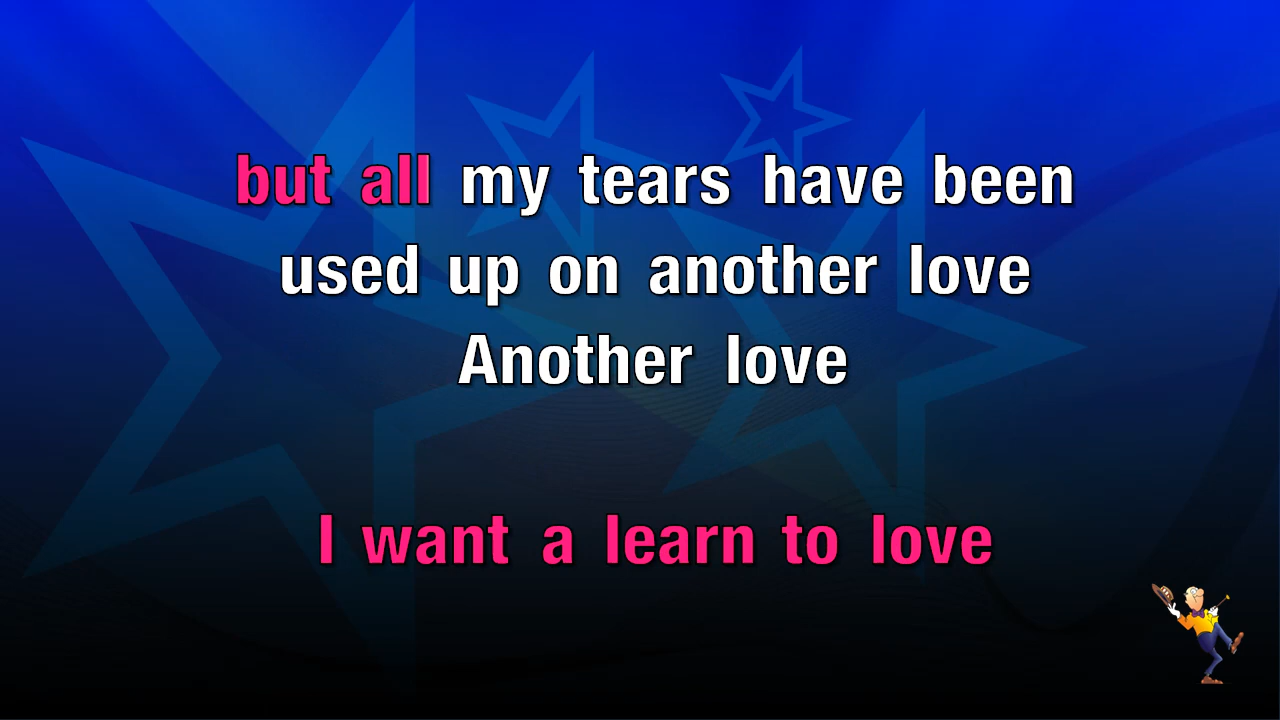 but all my tears have been
used up on another love
Another love
I want a learn to love